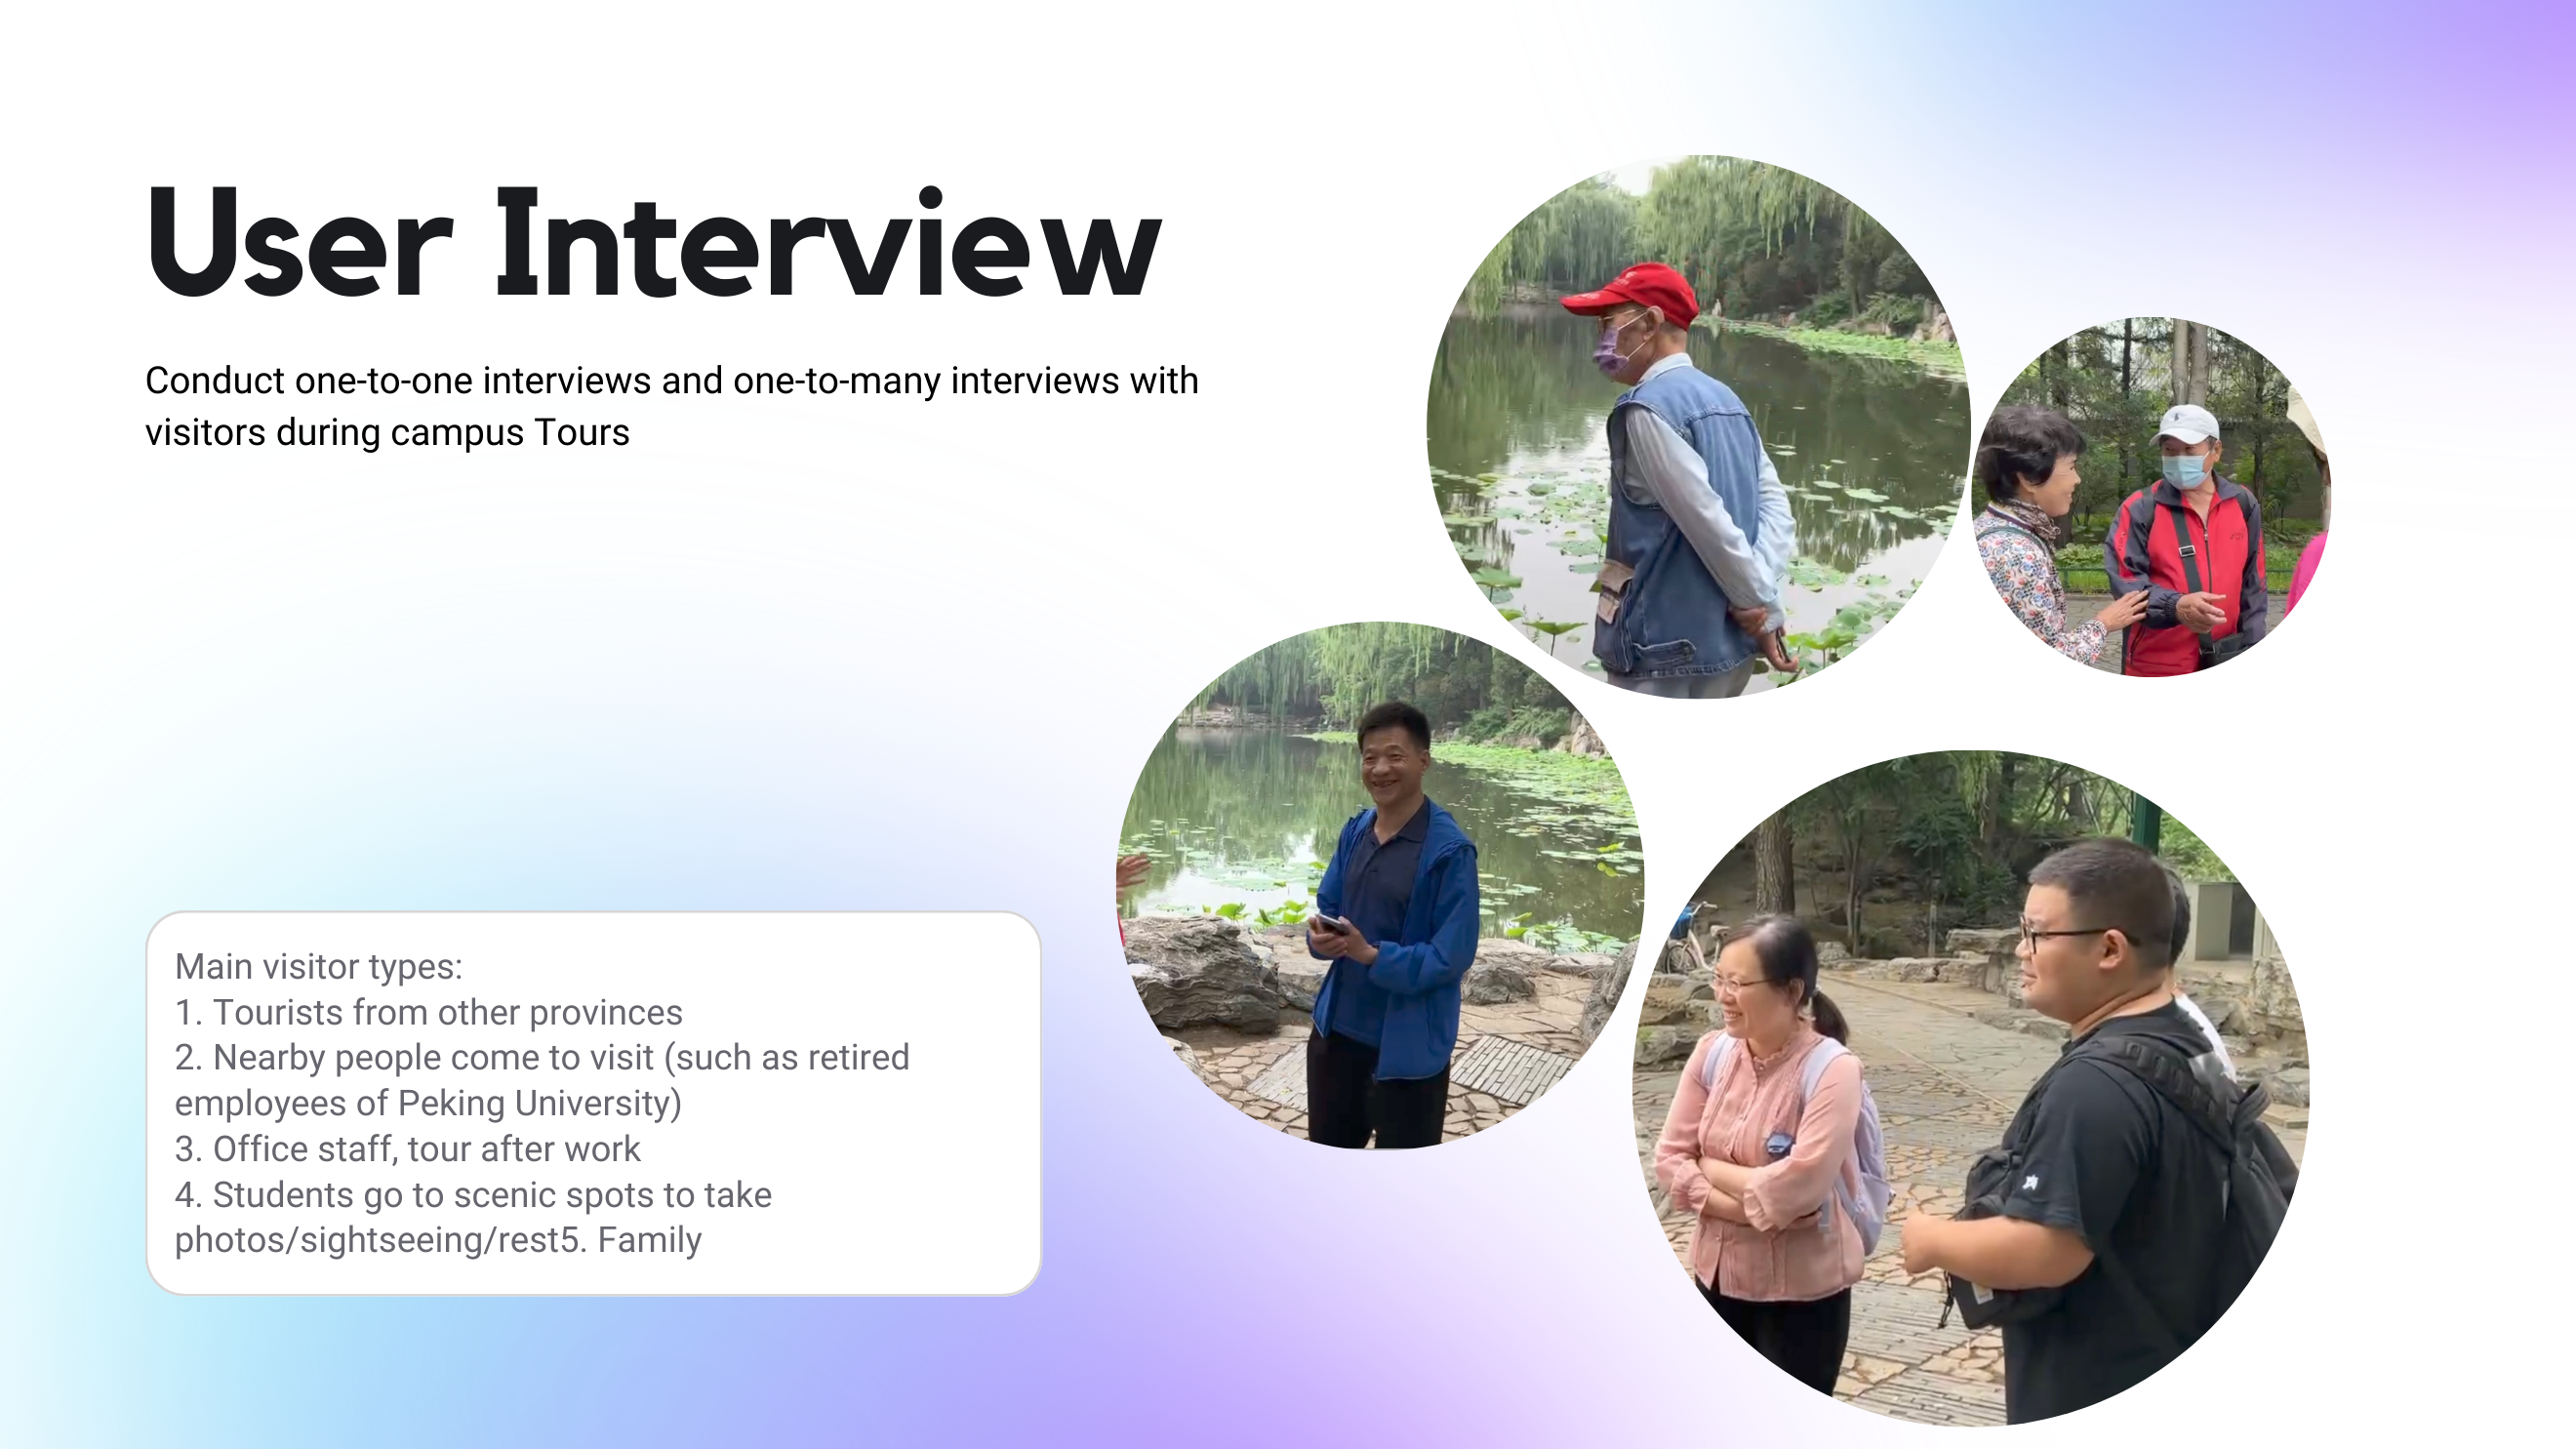 User Interview
Conduct one-to-one interviews and one-to-many interviews with
visitors during campus Tours
Main visitor types:
1. Tourists from other provinces
2. Nearby people come to visit (such as retired
employees of Peking University)
3. Office staff, tour after work
4. Students go to scenic spots to take
photos/sightseeing/rest5. Family